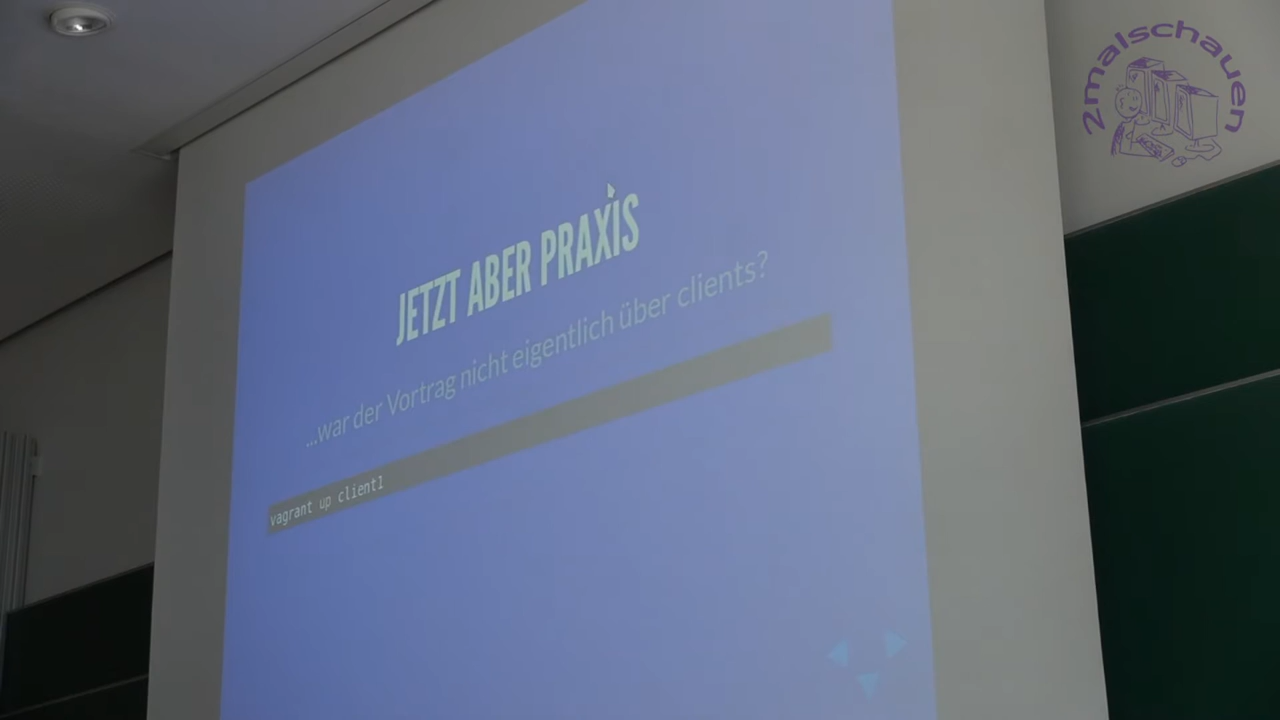 2malschauen
JETZT ABER PRAXIS
...war der Vortrag nicht eigentlich über clients?
vagrant up client1